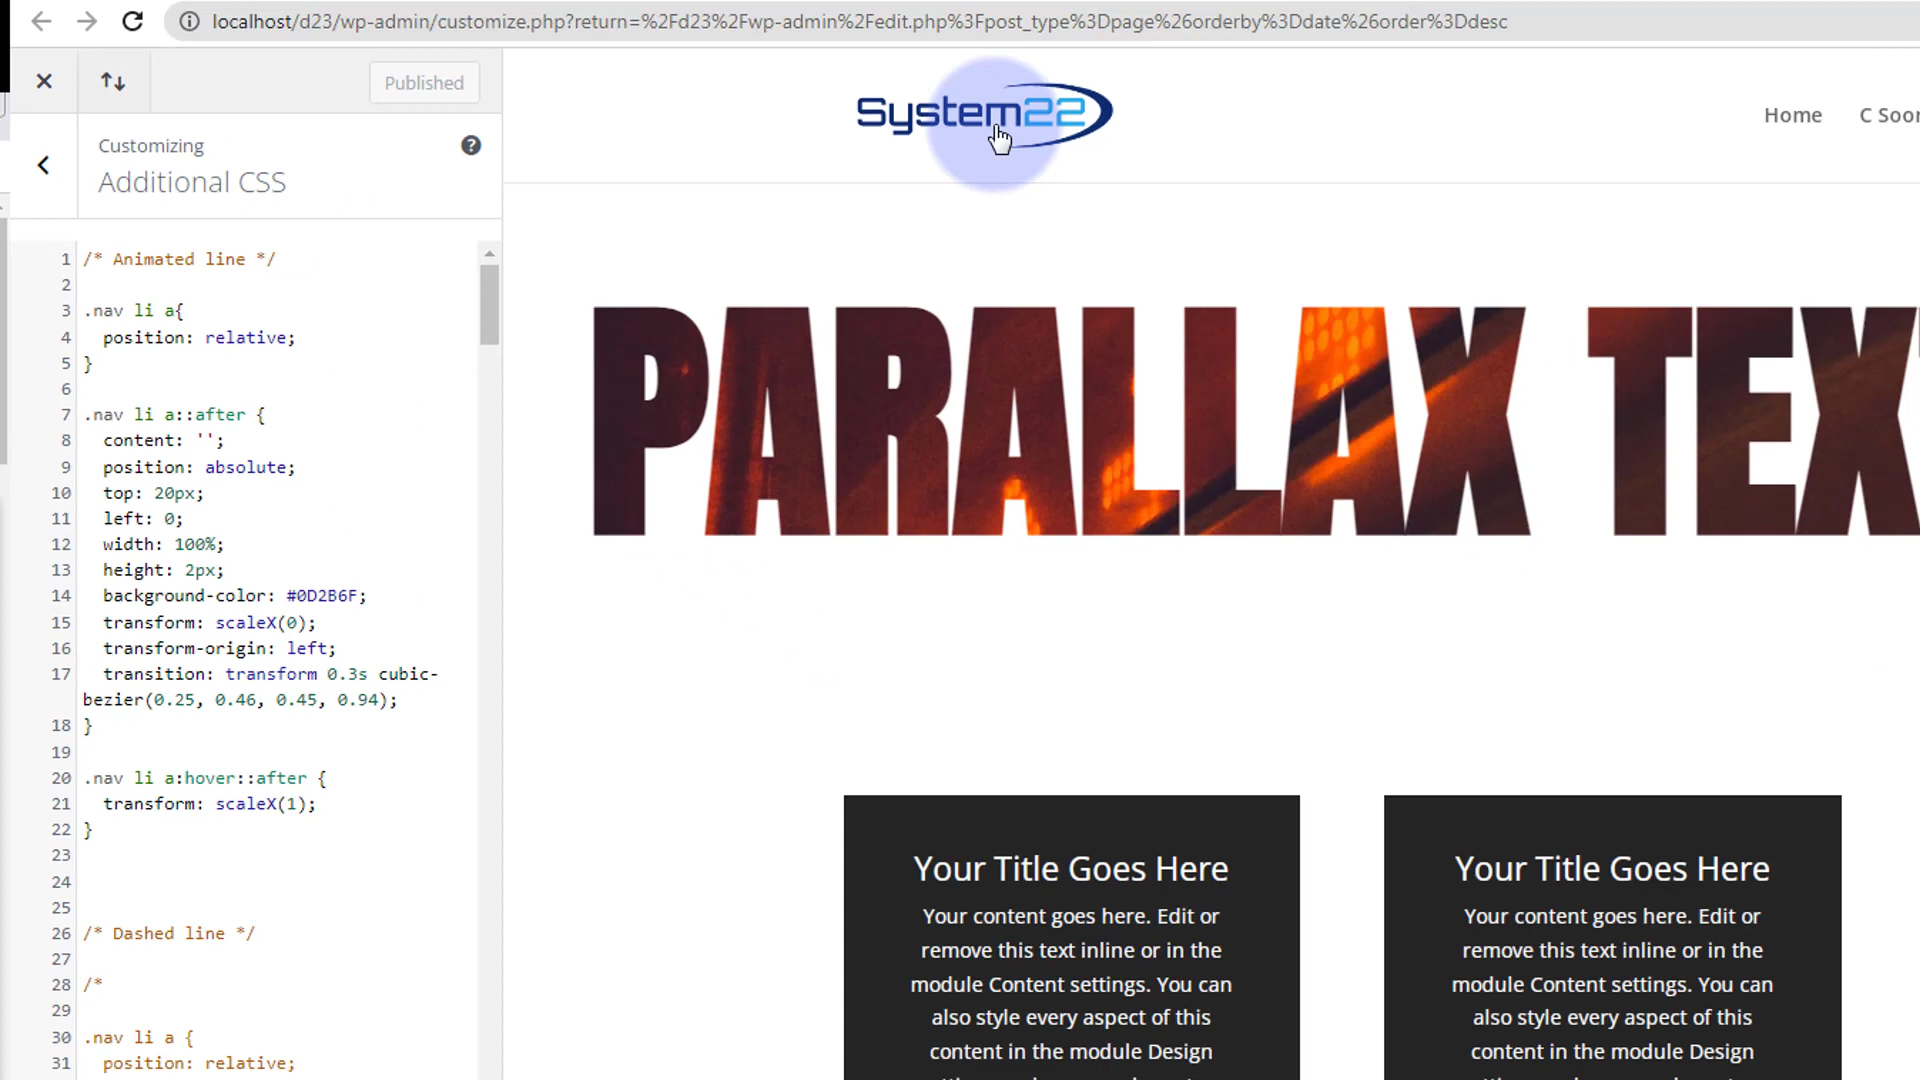 localhost/d23/wp-admin/customize.php?return=%2Fd23%2Fwp-admin%2Fedit.php%3Fpost_type%3Dpage%26orderby%3Ddate%26order%3Ddesc
Published
Customizing
Additional CSS
1 /* Animated line */
2
3 .nav li a{
4 position: relative;
5 }
6
7 .nav li a::after {
8 content: '';
9 position: absolute;
10 top: 20px;
11 left: 0;
12 width: 100%;
13 height: 2px;
14 background-color: #0D2B6F;
15 transform: scaleX(0);
16 transform-origin: left;
17 transition: transform 0.3s cubic-
bezier(0.25, 0.46, 0.45, 0.94);
18 }
19
20 .nav li a:hover::after {
21 transform: scaleX(1);
22 }
23
24
25
26 /* Dashed line */
27
28 /*
29
30 .nav li a {
31 position: relative;
System22
Home C Soon
PARALLAX TEX
Your Title Goes Here
Your content goes here. Edit or
remove this text inline or in the
module Content settings. You can
also style every aspect of this
content in the module Design
Your Title Goes Here
Your content goes here. Edit or
remove this text inline or in the
module Content settings. You can
also style every aspect of this
content in the module Design